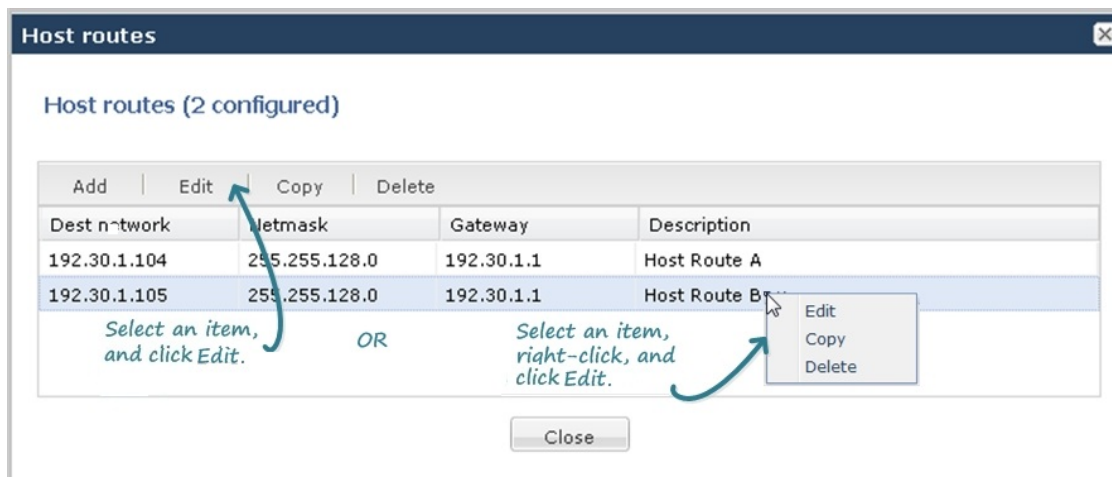 Host routes
Host routes (2 configured)
Add Edit Copy Delete
Dest network Netmask Gateway Description
192.30.1.104 255.255.128.0 192.30.1.1 Host Route A
192.30.1.105 255.255.128.0 192.30.1.1 Host Route B
Edit
Copy
Delete
Select an item,
and click Edit.
OR
Select an item,
right-click, and
click Edit.
Close